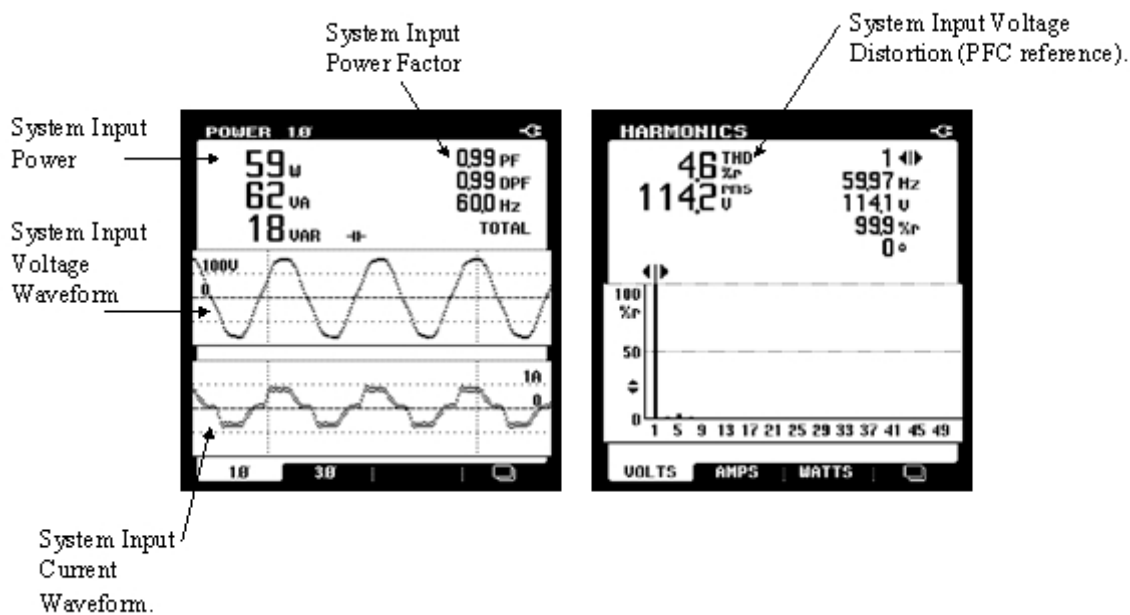 System Input
Power Factor
System Input Voltage
Distortion (PFC reference).
System Input
Power
System Input
Voltage
Waveform
System Input
Current
Waveform.
POWER 1Ø
59 W
62 VA
18 VAR
0.99 PF
0.99 DPF
60.0 Hz
TOTAL
100V
0
1A
0
1Ø
3Ø
HARMONICS
4.6 THD %r
114.2 rms V
1
59.97 Hz
114.1 V
99.9 %r
0 °
100
%r
50
0
1 5 9 13 17 21 25 29 33 37 41 45 49
VOLTS
AMPS
WATTS